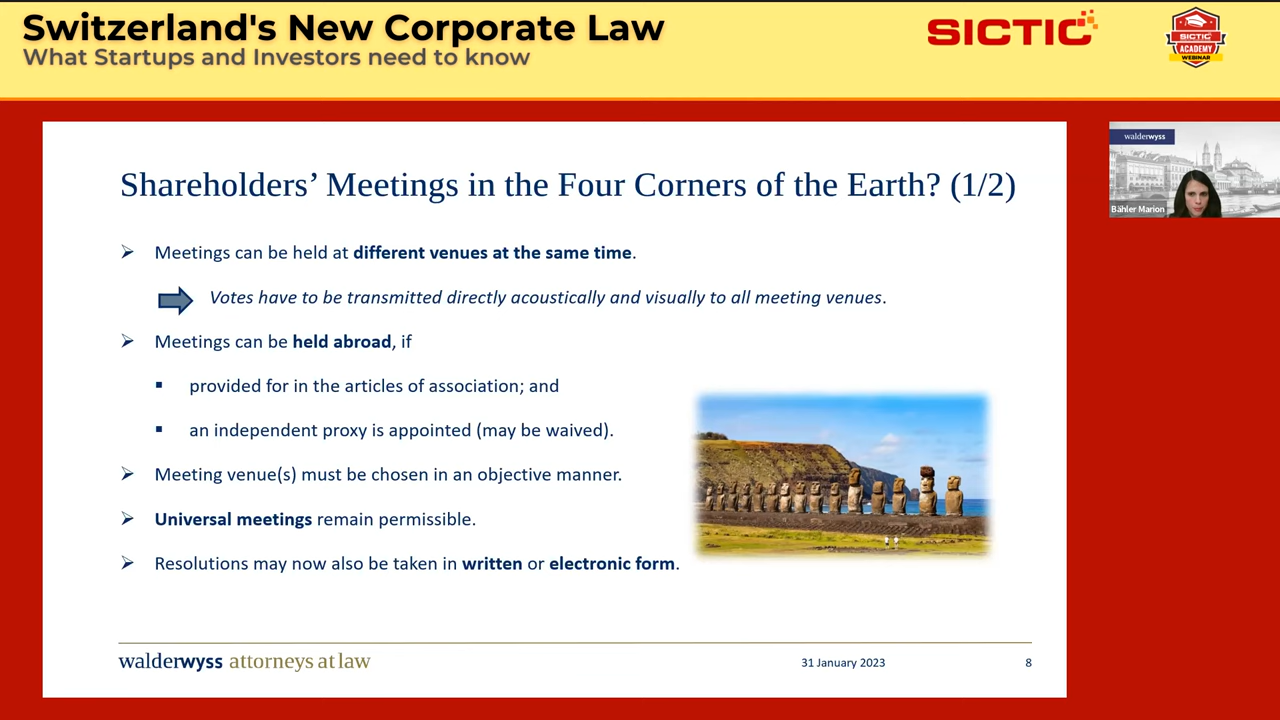 Switzerland's New Corporate Law
What Startups and Investors need to know
SICTIC
SICTIC
ACADEMY
WEBINAR
walderwyss
Bähler Marion
Shareholders’ Meetings in the Four Corners of the Earth? (1/2)
Meetings can be held at different venues at the same time.
Votes have to be transmitted directly acoustically and visually to all meeting venues.
Meetings can be held abroad, if
provided for in the articles of association; and
an independent proxy is appointed (may be waived).
Meeting venue(s) must be chosen in an objective manner.
Universal meetings remain permissible.
Resolutions may now also be taken in written or electronic form.
walderwyss attorneys at law
31 January 2023
8